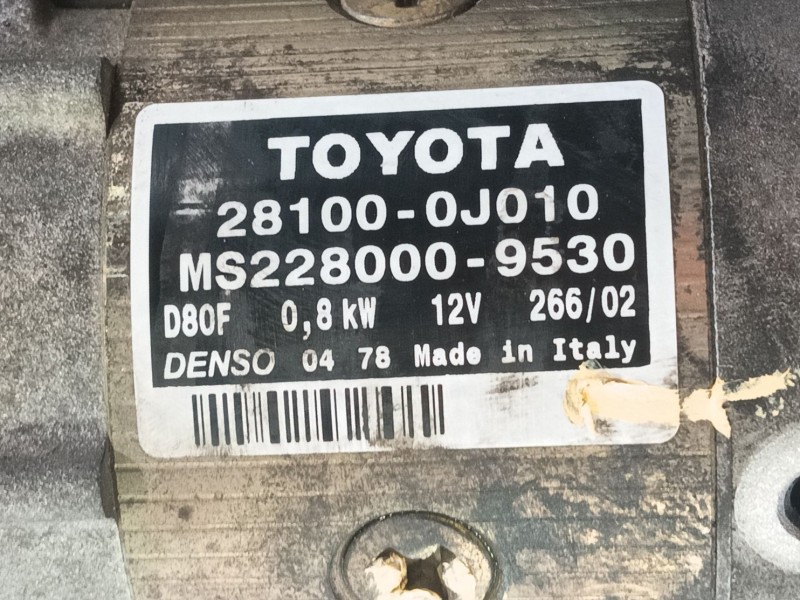 TOYOTA
28100-0J010
MS228000-9530
D80F 0,8 kW 12V 266/02
DENSO 04 78 Made in Italy